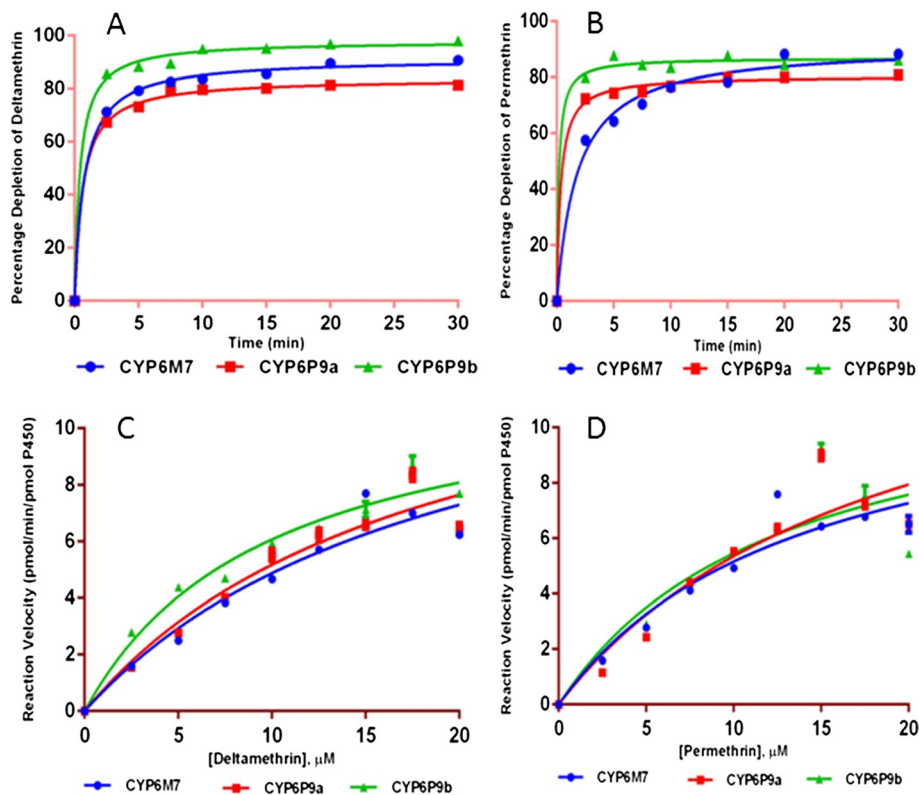 A
Percentage Depletion of Deltamethrin
100
80
60
40
20
0
0 5 10 15 20 25 30
Time (min)
CYP6M7 CYP6P9a CYP6P9b
B
Percentage Depletion of Permethrin
100
80
60
40
20
0
0 5 10 15 20 25 30
Time (min)
CYP6M7 CYP6P9a CYP6P9b
C
Reaction Velocity (pmol/min/pmol P450)
10
8
6
4
2
0
0 5 10 15 20
[Deltamethrin], μM
CYP6M7 CYP6P9a CYP6P9b
D
Reaction Velocity (pmol/min/pmol P450)
10
8
6
4
2
0
0 5 10 15 20
[Permethrin], μM
CYP6M7 CYP6P9a CYP6P9b